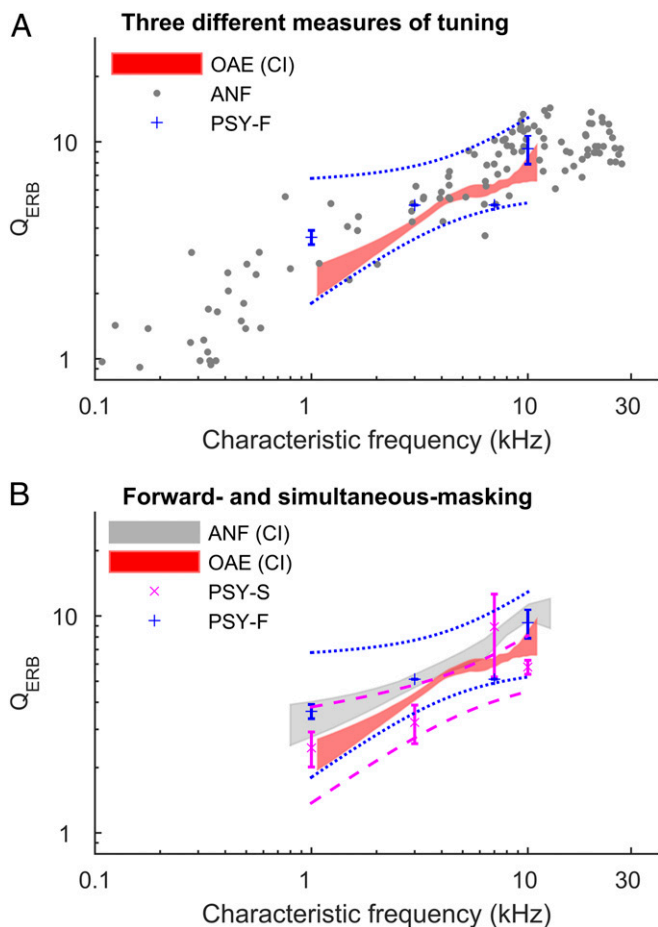 A Three different measures of tuning
OAE (CI)
ANF
PSY-F
10
1
Q_ERB
0.1 1 10 30
Characteristic frequency (kHz)
B Forward- and simultaneous-masking
ANF (CI)
OAE (CI)
PSY-S
PSY-F
10
1
Q_ERB
0.1 1 10 30
Characteristic frequency (kHz)